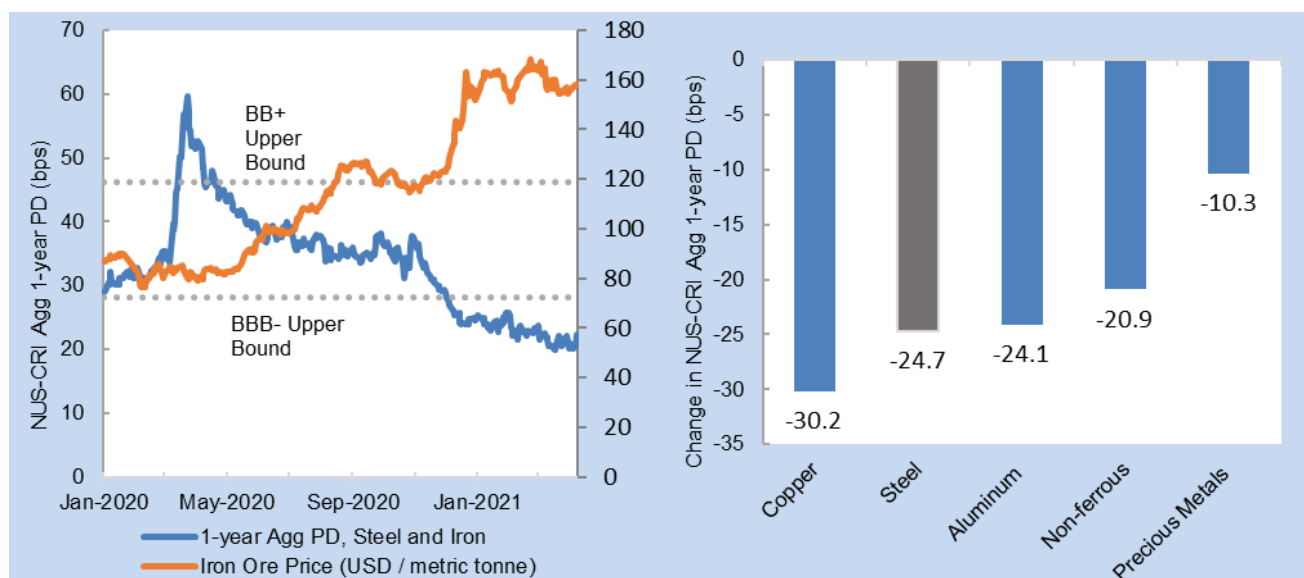 NUS-CRI Agg 1-year PD (bps)
70
60
50
40
30
20
10
0
BB+
Upper
Bound
BBB- Upper
Bound
180
160
140
120
100
80
60
40
20
0
Jan-2020 May-2020 Sep-2020 Jan-2021
1-year Agg PD, Steel and Iron
Iron Ore Price (USD / metric tonne)
Change in NUS-CRI Agg 1-year PD (bps)
0
-5
-10
-15
-20
-25
-30
-35
-30.2
-24.7
-24.1
-20.9
-10.3
Copper
Steel
Aluminum
Non-ferrous
Precious Metals